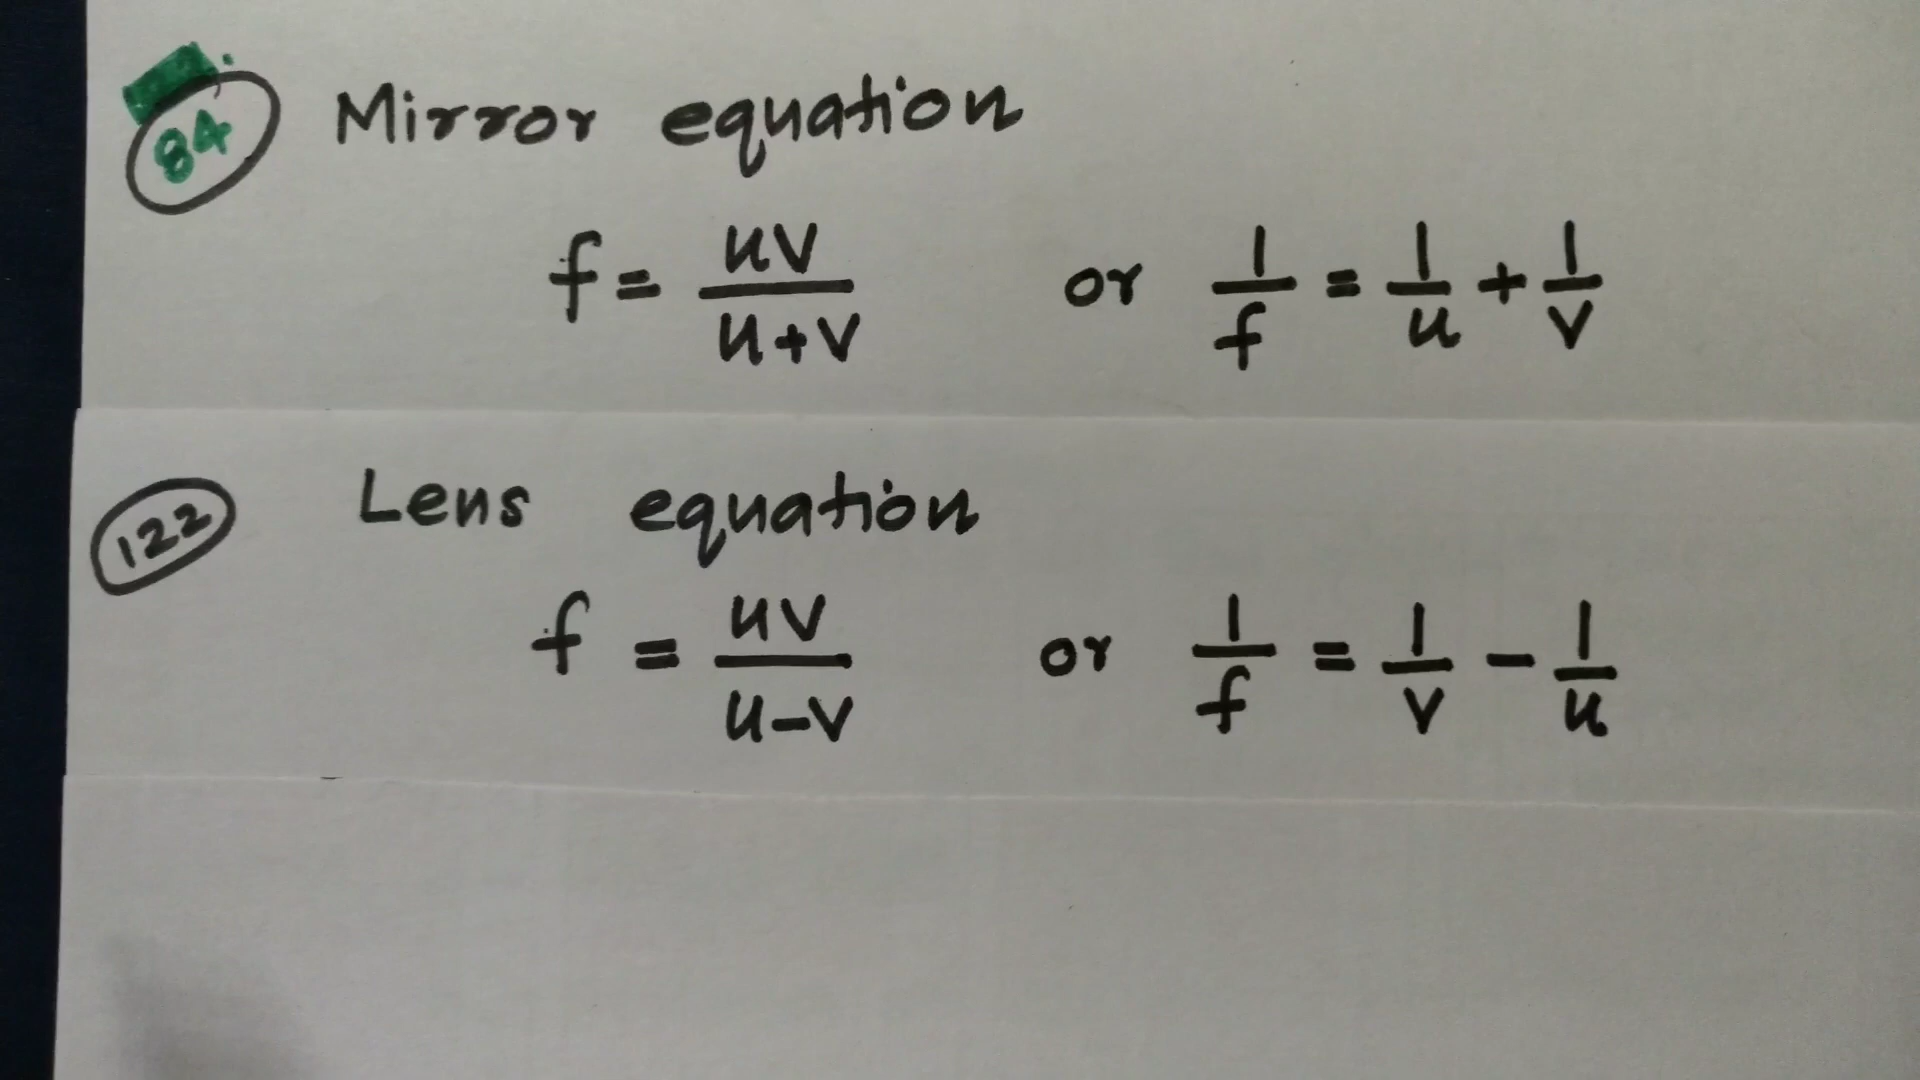 84 Mirror equation
f = uv/u+v or 1/f = 1/u + 1/v
122 Lens equation
f = uv/u-v or 1/f = 1/v - 1/u